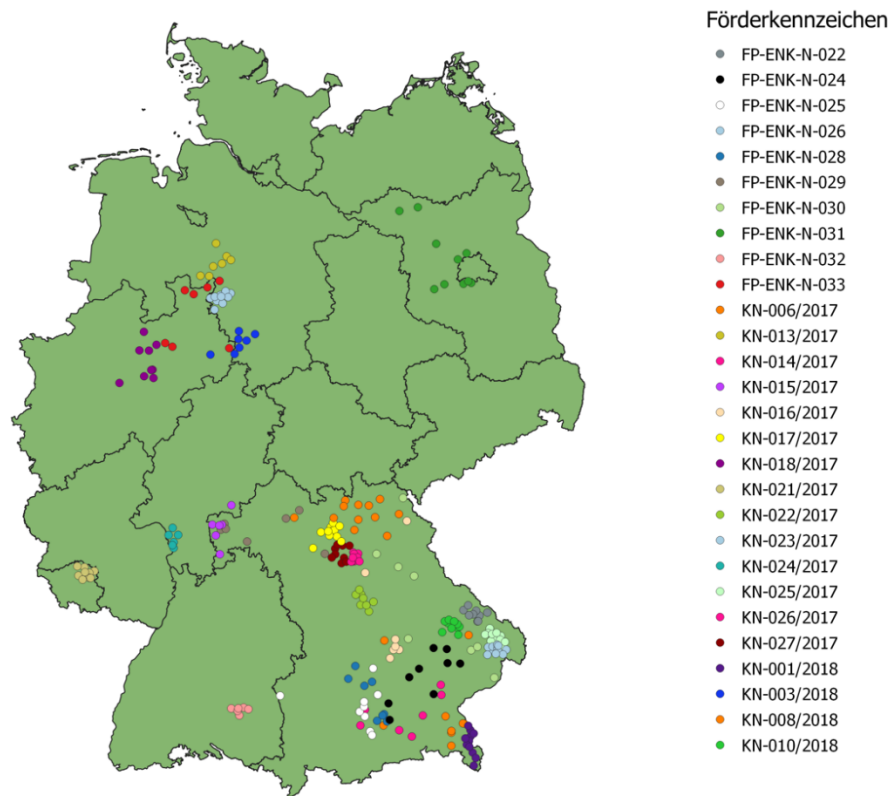 Förderkennzeichen
FP-ENK-N-022
FP-ENK-N-024
FP-ENK-N-025
FP-ENK-N-026
FP-ENK-N-028
FP-ENK-N-029
FP-ENK-N-030
FP-ENK-N-031
FP-ENK-N-032
FP-ENK-N-033
KN-006/2017
KN-013/2017
KN-014/2017
KN-015/2017
KN-016/2017
KN-017/2017
KN-018/2017
KN-021/2017
KN-022/2017
KN-023/2017
KN-024/2017
KN-025/2017
KN-026/2017
KN-027/2017
KN-001/2018
KN-003/2018
KN-008/2018
KN-010/2018